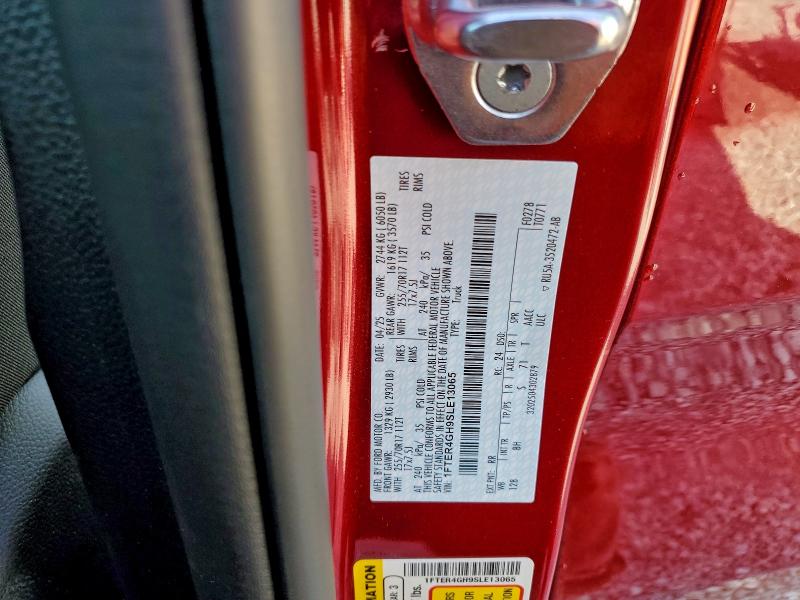 MFD. BY FORD MOTOR CO.
DATE: 04/25 GVWR: 2744 KG ( 6050 LB)
FRONT GAWR: 1329 KG ( 2930 LB) REAR GAWR: 1619 KG ( 3570 LB)
WITH 255/70R17 112T TIRES WITH 255/70R17 112T TIRES
17x7.5J RIMS 17x7.5J RIMS
AT 240 kPa/ 35 PSI COLD AT 240 kPa/ 35 PSI COLD
THIS VEHICLE CONFORMS TO ALL APPLICABLE FEDERAL MOTOR VEHICLE
SAFETY STANDARDS IN EFFECT ON THE DATE OF MANUFACTURE SHOWN ABOVE.
VIN: 1FTER4GH9SLE13065 TYPE: Truck
F0278
T0771
EXT PNT: RR RC: 24 DSO:
WB INT TR TP/PS R AXLE TR SPR
128 8H S 71 T AACC
ULC
3202504302879 ▽ RU5A-3520472-AB
1FTER4GH9SLE13065